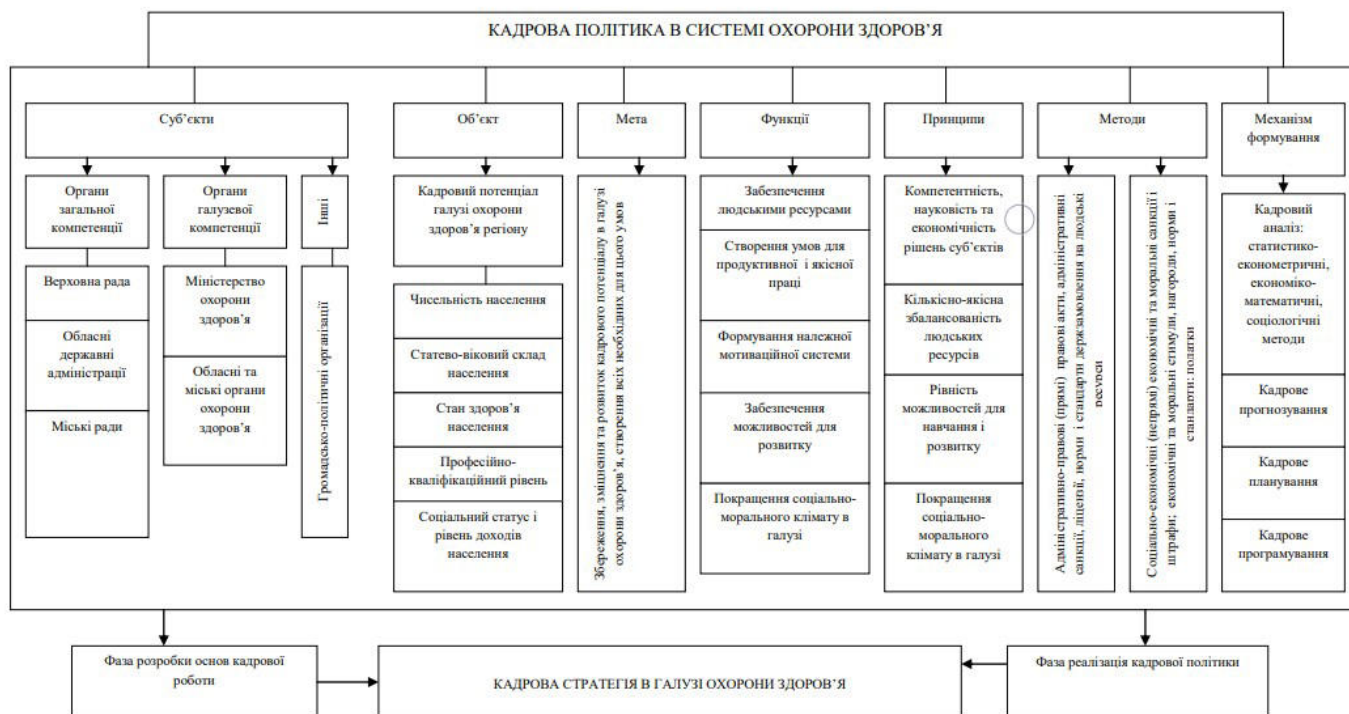 КАДРОВА ПОЛІТИКА В СИСТЕМІ ОХОРОНИ ЗДОРОВ’Я
Суб’єкти
Об’єкт
Мета
Функції
Принципи
Методи
Механізм
формування
Органи
загальної
компетенції
Верховна рада
Обласні
державні
адміністрації
Міські ради
Органи
галузевої
компетенції
Міністерство
охорони
здоров’я
Обласні та
міські органи
охорони
здоров’я
Інші
Громадсько-політичні організації
Кадровий потенціал
галузі охорони
здоров’я регіону
Чисельність населення
Статево-віковий склад
населення
Стан здоров’я
населення
Професійно-
кваліфікаційний рівень
Соціальний статус і
рівень доходів
населення
Збереження, зміцнення та розвиток кадрового потенціалу в галузі
охорони здоров’я, створення всіх необхідних для цього умов
Забезпечення
людськими ресурсами
Створення умов для
продуктивної і якісної
праці
Формування належної
мотиваційної системи
Забезпечення
можливостей для
розвитку
Покращення соціально-
морального клімату в
галузі
Компетентність,
науковість та
економічність
рішень суб’єктів
Кількісно-якісна
збалансованість
людських
ресурсів
Рівність
можливостей для
навчання і
розвитку
Покращення
соціально-
морального
клімату в галузі
Адміністративно-правові (прямі) правові акти, адміністративні
санкції, ліцензії, норми і стандарти держзамовлення на людські
ресурси
Соціально-економічні (непрямі) економічні та моральні санкції і
штрафи; економічні та моральні стимули, нагороди, норми і
стандарти; податки
Кадровий
аналіз:
статистико-
економетричні,
економіко-
математичні,
соціологічні
методи
Кадрове
прогнозування
Кадрове
планування
Кадрове
програмування
Фаза розробки основ кадрової
роботи
КАДРОВА СТРАТЕГІЯ В ГАЛУЗІ ОХОРОНИ ЗДОРОВ’Я
Фаза реалізація кадрової політики